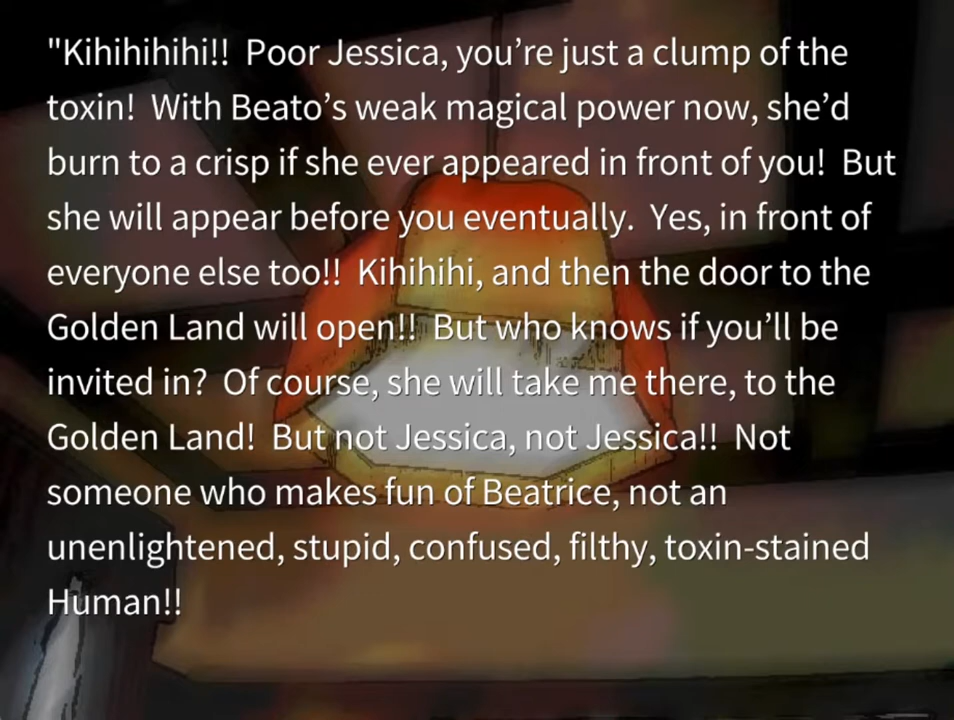 "Kihihihihi!!  Poor Jessica, you’re just a clump of the
toxin!  With Beato’s weak magical power now, she’d
burn to a crisp if she ever appeared in front of you!  But
she will appear before you eventually.  Yes, in front of
everyone else too!!  Kihihihi, and then the door to the
Golden Land will open!!  But who knows if you’ll be
invited in?  Of course, she will take me there, to the
Golden Land!  But not Jessica, not Jessica!!  Not
someone who makes fun of Beatrice, not an
unenlightened, stupid, confused, filthy, toxin-stained
Human!!